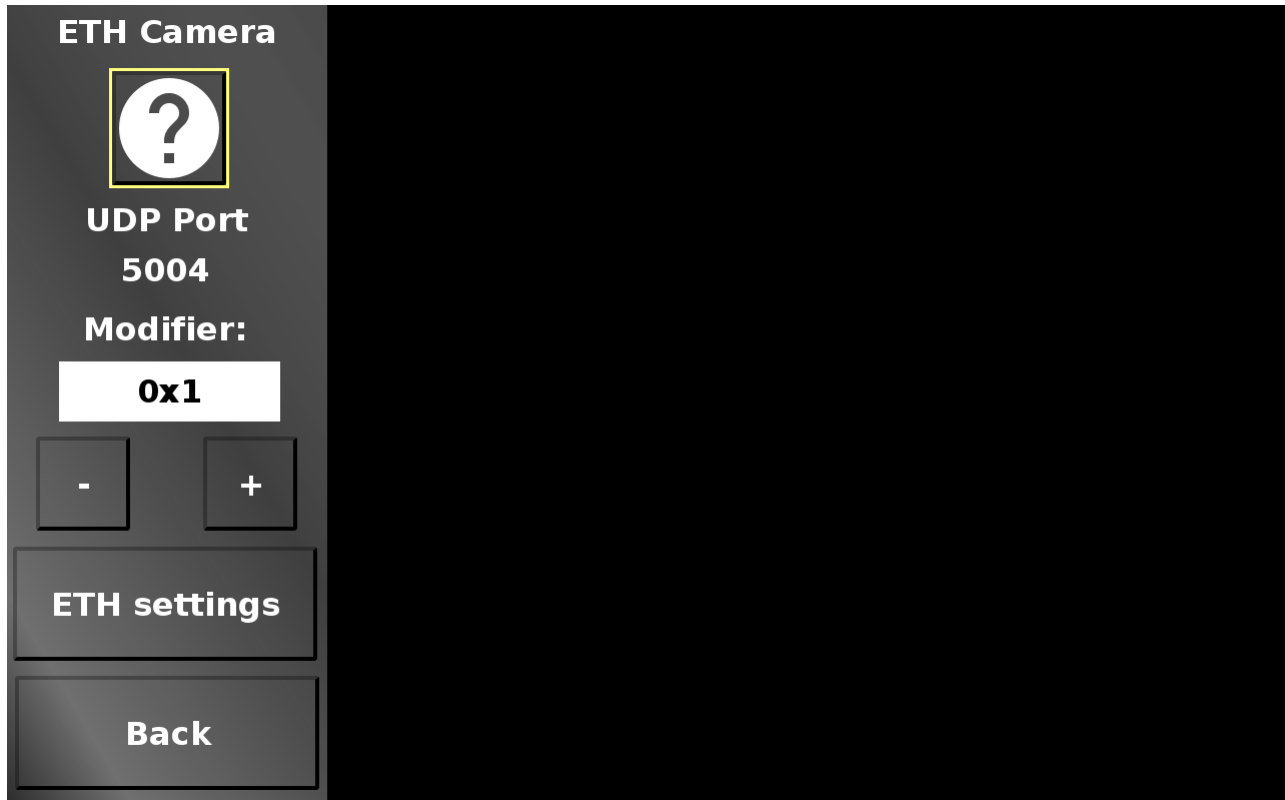 ETH Camera
?
UDP Port
5004
Modifier:
0x1
- +
ETH settings
Back